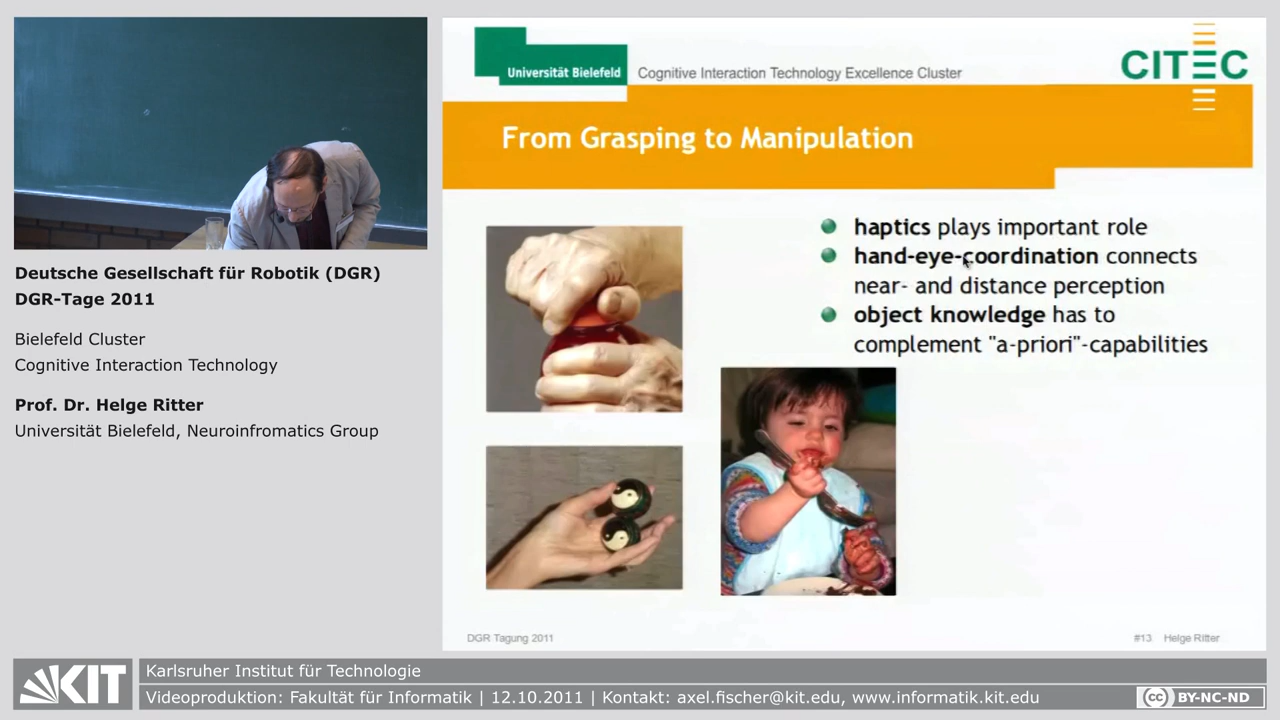 Deutsche Gesellschaft für Robotik (DGR)
DGR-Tage 2011
Bielefeld Cluster
Cognitive Interaction Technology
Prof. Dr. Helge Ritter
Universität Bielefeld, Neuroinfromatics Group
Universität Bielefeld
Cognitive Interaction Technology Excellence Cluster
CITEC
From Grasping to Manipulation
haptics plays important role
hand-eye-coordination connects
near- and distance perception
object knowledge has to
complement "a-priori"-capabilities
DGR Tagung 2011
#13 Helge Ritter
KIT
Karlsruher Institut für Technologie
Videoproduktion: Fakultät für Informatik | 12.10.2011 | Kontakt: axel.fischer@kit.edu, www.informatik.kit.edu
cc BY-NC-ND